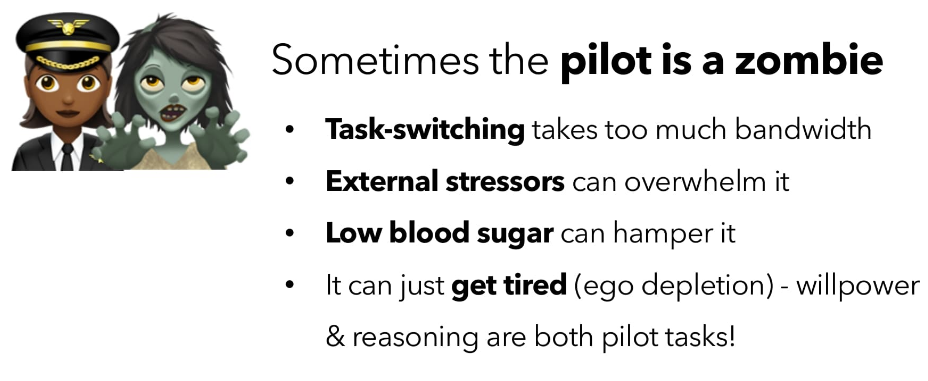 Sometimes the pilot is a zombie
• Task-switching takes too much bandwidth
• External stressors can overwhelm it
• Low blood sugar can hamper it
• It can just get tired (ego depletion) - willpower
& reasoning are both pilot tasks!